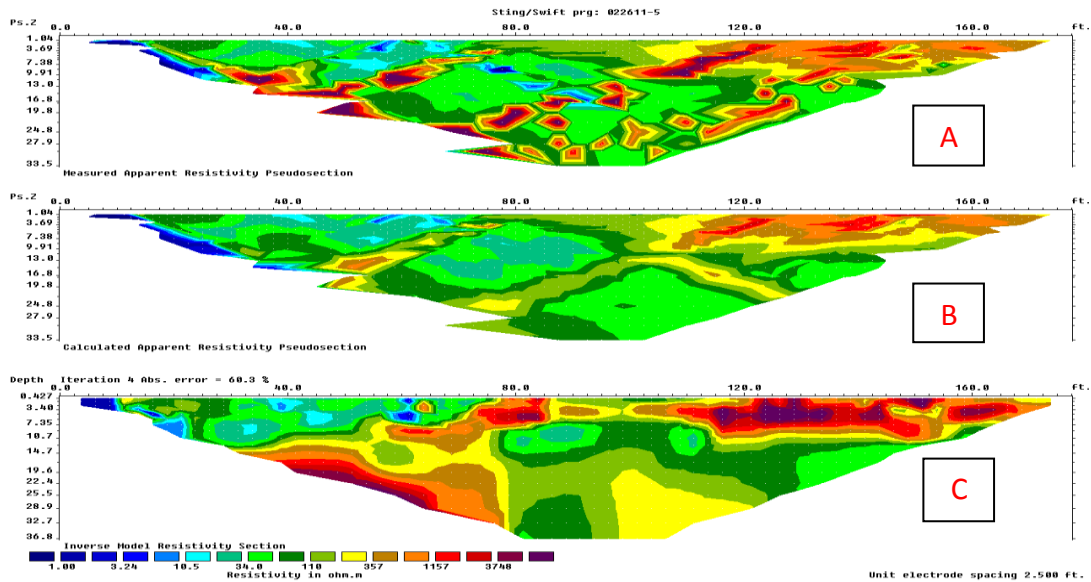 Sting/Swift prg: 022611-5
Ps.Z 0.0 40.0 80.0 120.0 160.0 ft.
1.04
3.69
7.38
9.91
13.0
16.8
19.8
24.8
27.9
33.5
A
Measured Apparent Resistivity Pseudosection
Ps.Z 0.0 40.0 80.0 120.0 160.0 ft.
1.04
3.69
7.38
9.91
13.0
16.8
19.8
24.8
27.9
33.5
B
Calculated Apparent Resistivity Pseudosection
Depth Iteration 4 Abs. error = 60.3 %
0.0 40.0 80.0 120.0 160.0 ft.
0.427
3.40
7.35
10.7
14.7
19.6
22.4
25.5
28.9
32.7
36.8
C
Inverse Model Resistivity Section
1.00 3.24 10.5 34.0 110 357 1157 3748
Resistivity in ohm.m
Unit electrode spacing 2.500 ft.